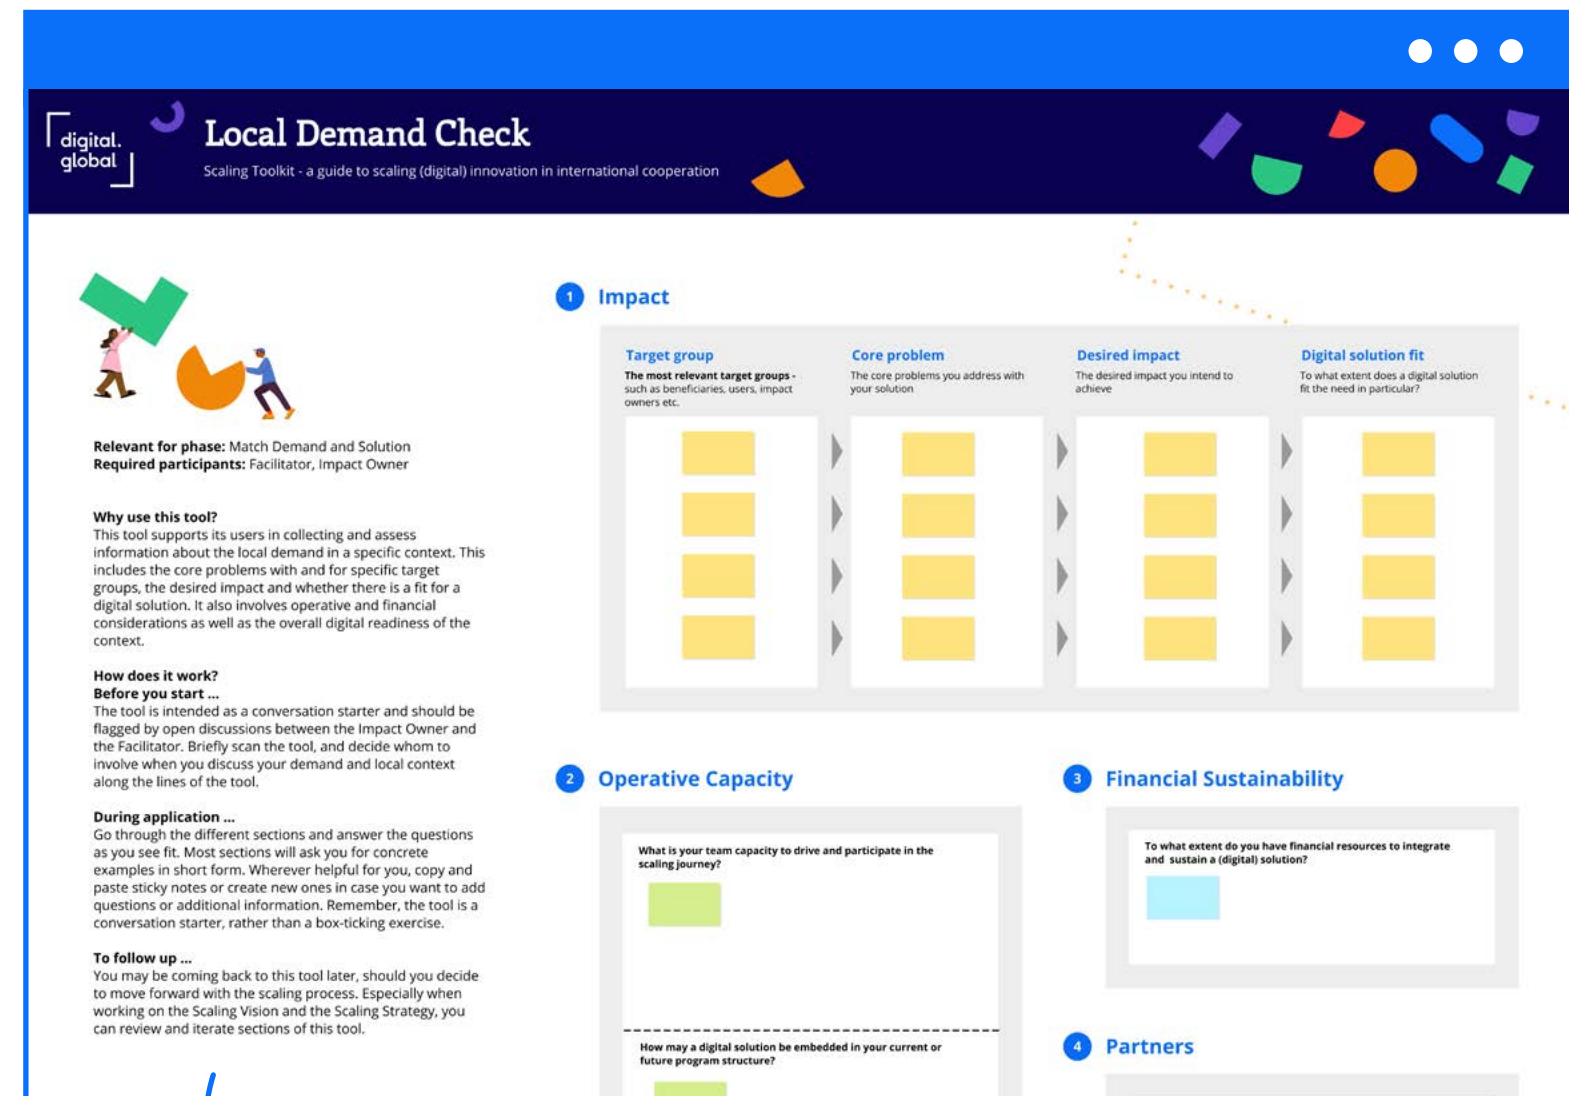 digital.
global
Local Demand Check
Scaling Toolkit - a guide to scaling (digital) innovation in international cooperation
Relevant for phase: Match Demand and Solution
Required participants: Facilitator, Impact Owner
Why use this tool?
This tool supports its users in collecting and assess
information about the local demand in a specific context. This
includes the core problems with and for specific target
groups, the desired impact and whether there is a fit for a
digital solution. It also involves operative and financial
considerations as well as the overall digital readiness of the
context.
How does it work?
Before you start ...
The tool is intended as a conversation starter and should be
flagged by open discussions between the Impact Owner and
the Facilitator. Briefly scan the tool, and decide whom to
involve when you discuss your demand and local context
along the lines of the tool.
During application ...
Go through the different sections and answer the questions
as you see fit. Most sections will ask you for concrete
examples in short form. Wherever helpful for you, copy and
paste sticky notes or create new ones in case you want to add
questions or additional information. Remember, the tool is a
conversation starter, rather than a box-ticking exercise.
To follow up ...
You may be coming back to this tool later, should you decide
to move forward with the scaling process. Especially when
working on the Scaling Vision and the Scaling Strategy, you
can review and iterate sections of this tool.
1 Impact
Target group
The most relevant target groups -
such as beneficiaries, users, impact
owners etc.
Core problem
The core problems you address with
your solution
Desired impact
The desired impact you intend to
achieve
Digital solution fit
To what extent does a digital solution
fit the need in particular?
2 Operative Capacity
What is your team capacity to drive and participate in the
scaling journey?
How may a digital solution be embedded in your current or
future program structure?
3 Financial Sustainability
To what extent do you have financial resources to integrate
and sustain a (digital) solution?
4 Partners